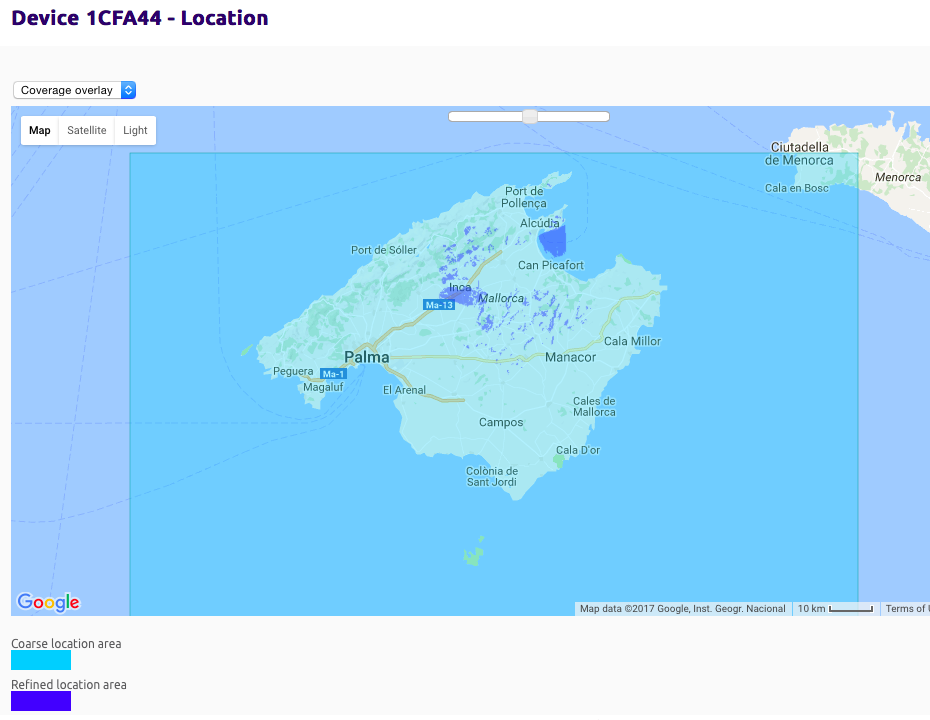 Device 1CFA44 - Location
Coverage overlay
Map Satellite Light
Ciutadella
de Menorca
Menorca
Cala en Bosc
Port de
Pollença
Alcúdia
Port de Sóller
Can Picafort
Inca
Mallorca
Ma-13
Cala Millor
Palma
Manacor
Peguera
Ma-1
Magaluf
El Arenal
Cales de
Mallorca
Campos
Cala D'or
Colònia de
Sant Jordi
Google
Map data ©2017 Google, Inst. Geogr. Nacional 10 km Terms of
Coarse location area
Refined location area